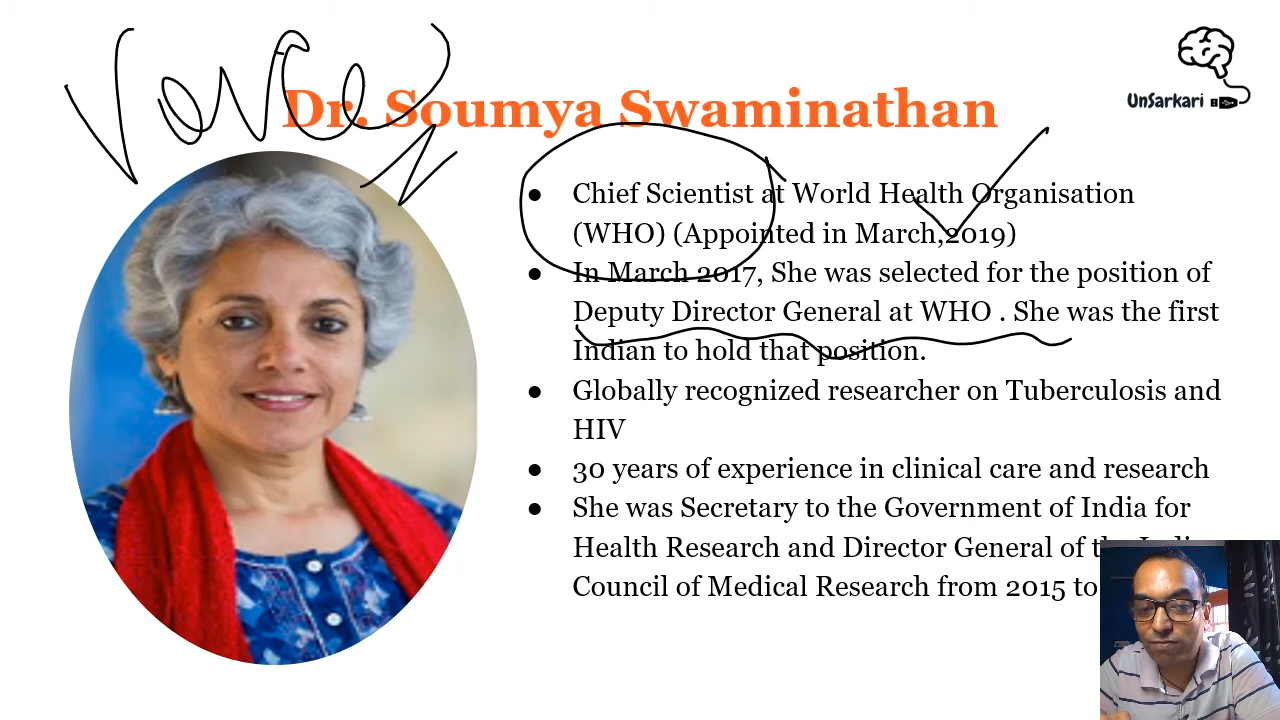 Dr. Soumya Swaminathan
UnSarkari
● Chief Scientist at World Health Organisation
(WHO) (Appointed in March,2019)
● In March 2017, She was selected for the position of
Deputy Director General at WHO . She was the first
Indian to hold that position.
● Globally recognized researcher on Tuberculosis and
HIV
● 30 years of experience in clinical care and research
● She was Secretary to the Government of India for
Health Research and Director General of the
Council of Medical Research from 2015 to